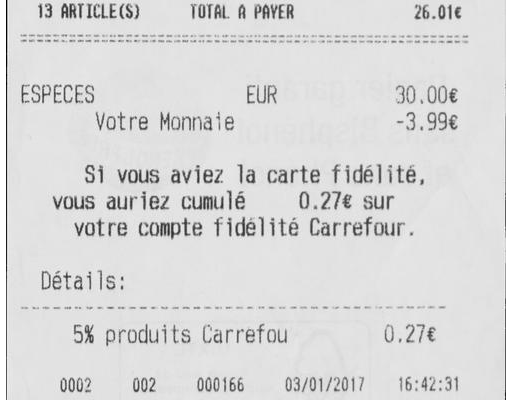 13 ARTICLE(S) TOTAL A PAYER 26.01€
ESPECES EUR 30.00€
Votre Monnaie -3.99€
Si vous aviez la carte fidélité,
vous auriez cumulé 0.27€ sur
votre compte fidélité Carrefour.
Détails:
5% produits Carrefou 0.27€
0002 002 000166 03/01/2017 16:42:31